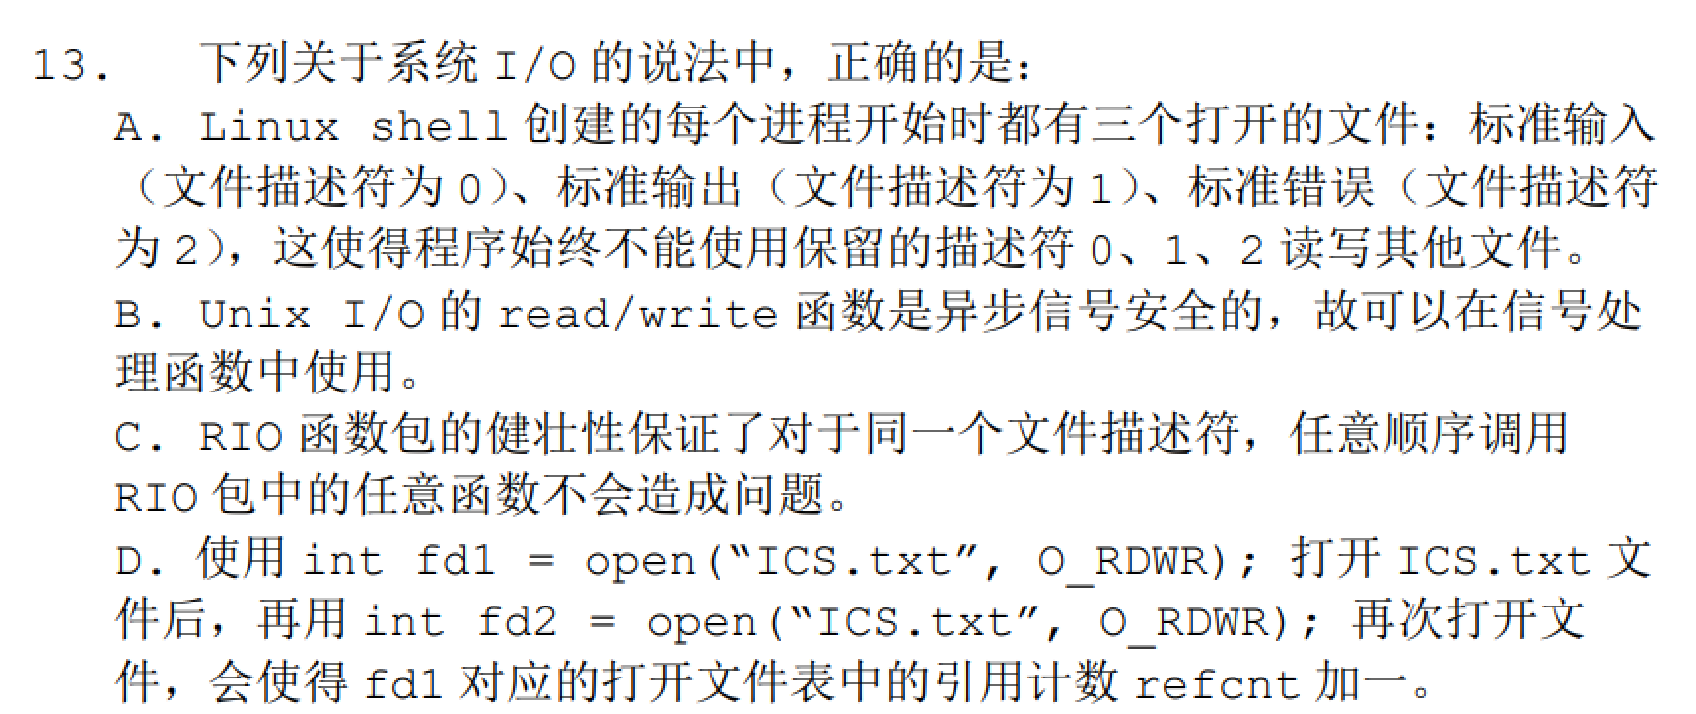 13. 下列关于系统 I/O 的说法中，正确的是：
A. Linux shell 创建的每个进程开始时都有三个打开的文件：标准输入
（文件描述符为 0）、标准输出（文件描述符为 1）、标准错误（文件描述符
为 2），这使得程序始终不能使用保留的描述符 0、1、2 读写其他文件。
B. Unix I/O 的 read/write 函数是异步信号安全的，故可以在信号处
理函数中使用。
C. RIO 函数包的健壮性保证了对于同一个文件描述符，任意顺序调用
RIO 包中的任意函数不会造成问题。
D. 使用 int fd1 = open(“ICS.txt”, O_RDWR); 打开 ICS.txt 文
件后，再用 int fd2 = open(“ICS.txt”, O_RDWR); 再次打开文
件，会使得 fd1 对应的打开文件表中的引用计数 refcnt 加一。